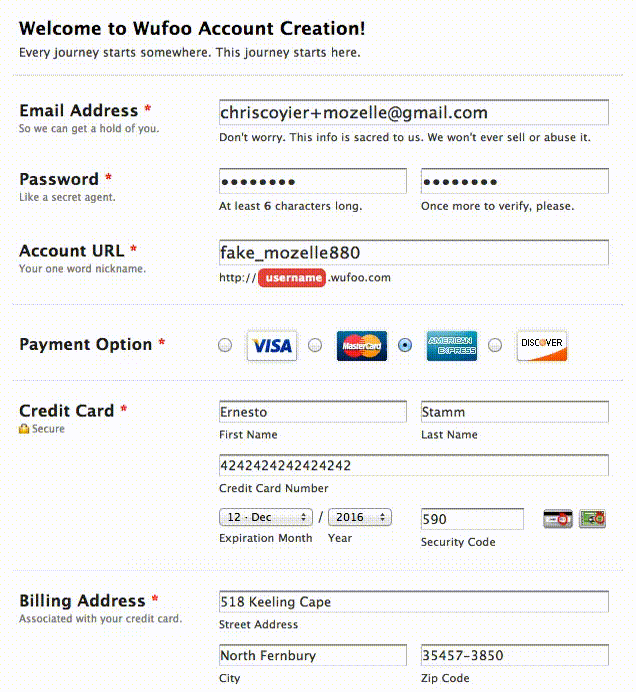 Welcome to Wufoo Account Creation!
Every journey starts somewhere. This journey starts here.
Email Address *
So we can get a hold of you.
chriscoyier+mozelle@gmail.com
Don't worry. This info is sacred to us. We won't ever sell or abuse it.
Password *
Like a secret agent.
•••••••• ••••••••
At least 6 characters long. Once more to verify, please.
Account URL *
Your one word nickname.
fake_mozelle880
http:// username .wufoo.com
Payment Option * VISA MasterCard AMERICAN EXPRESS DISCOVER
Credit Card *
Secure
Ernesto Stamm
First Name Last Name
4242424242424242
Credit Card Number
12 - Dec / 2016 590
Expiration Month Year Security Code
Billing Address *
Associated with your credit card.
518 Keeling Cape
Street Address
North Fernbury 35457-3850
City Zip Code